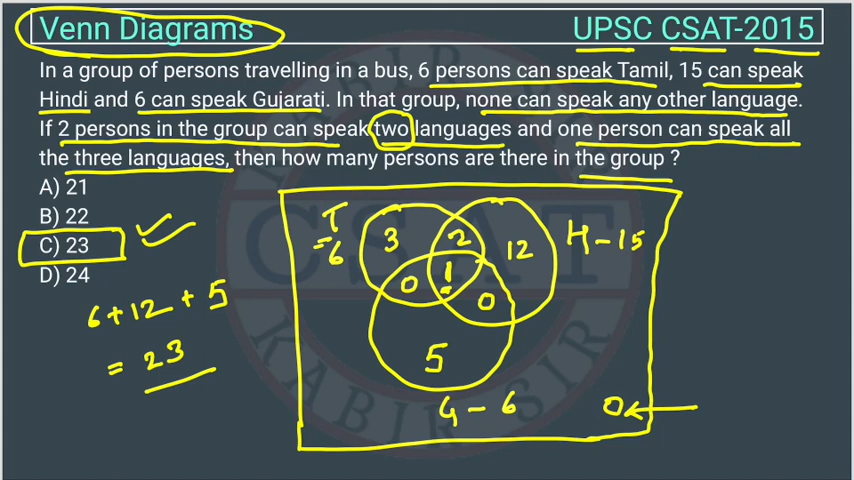 Venn Diagrams UPSC CSAT-2015
In a group of persons travelling in a bus, 6 persons can speak Tamil, 15 can speak
Hindi and 6 can speak Gujarati. In that group, none can speak any other language.
If 2 persons in the group can speak two languages and one person can speak all
the three languages, then how many persons are there in the group ?
A) 21
B) 22
C) 23
D) 24
6+12+5
= 23
T
=6
3 2 12 H-15
0 1 0
5
G - 6
0
CSAT
KABIR SIR